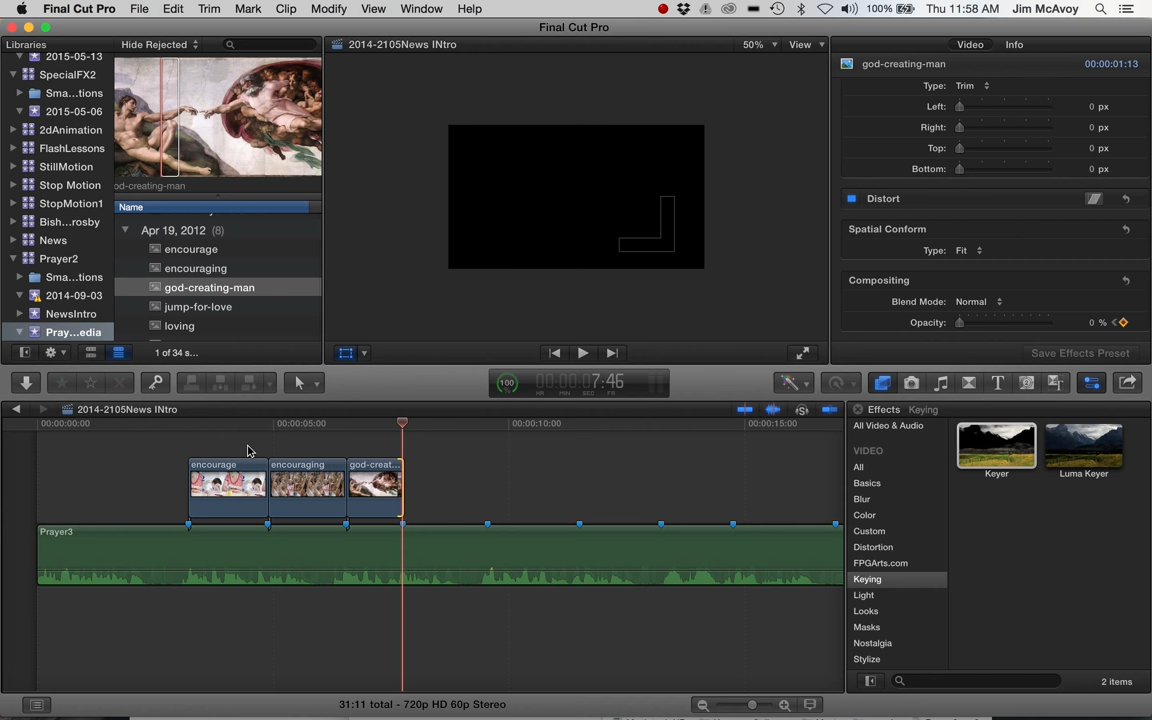 Final Cut Pro File Edit Trim Mark Clip Modify View Window Help 100% Thu 11:58 AM Jim McAvoy
Final Cut Pro
Libraries Hide Rejected 2014-2105News INtro 50% View Video Info
2015-05-13
SpecialFX2
Sma...tions
2015-05-06
2dAnimation
FlashLessons
StillMotion
Stop Motion
StopMotion1
Bish...rosby
News
Prayer2
Sma...tions
2014-09-03
NewsIntro
Pray...edia
od-creating-man
Name
Apr 19, 2012 (8)
encourage
encouraging
god-creating-man
jump-for-love
loving
1 of 34 s...
god-creating-man 00:00:01:13
Type: Trim
Left: 0 px
Right: 0 px
Top: 0 px
Bottom: 0 px
Distort
Spatial Conform
Type: Fit
Compositing
Blend Mode: Normal
Opacity: 0 %
Save Effects Preset
100 00:00:07:46
HR MIN SEC FR
2014-2105News INtro
00:00:00:00 00:00:05:00 00:00:10:00 00:00:15:00
encourage encouraging god-creat...
Prayer3
Effects Keying
All Video & Audio
VIDEO
All
Basics
Blur
Color
Custom
Distortion
FPGArts.com
Keying
Light
Looks
Masks
Nostalgia
Stylize
Keyer Luma Keyer
2 items
31:11 total - 720p HD 60p Stereo